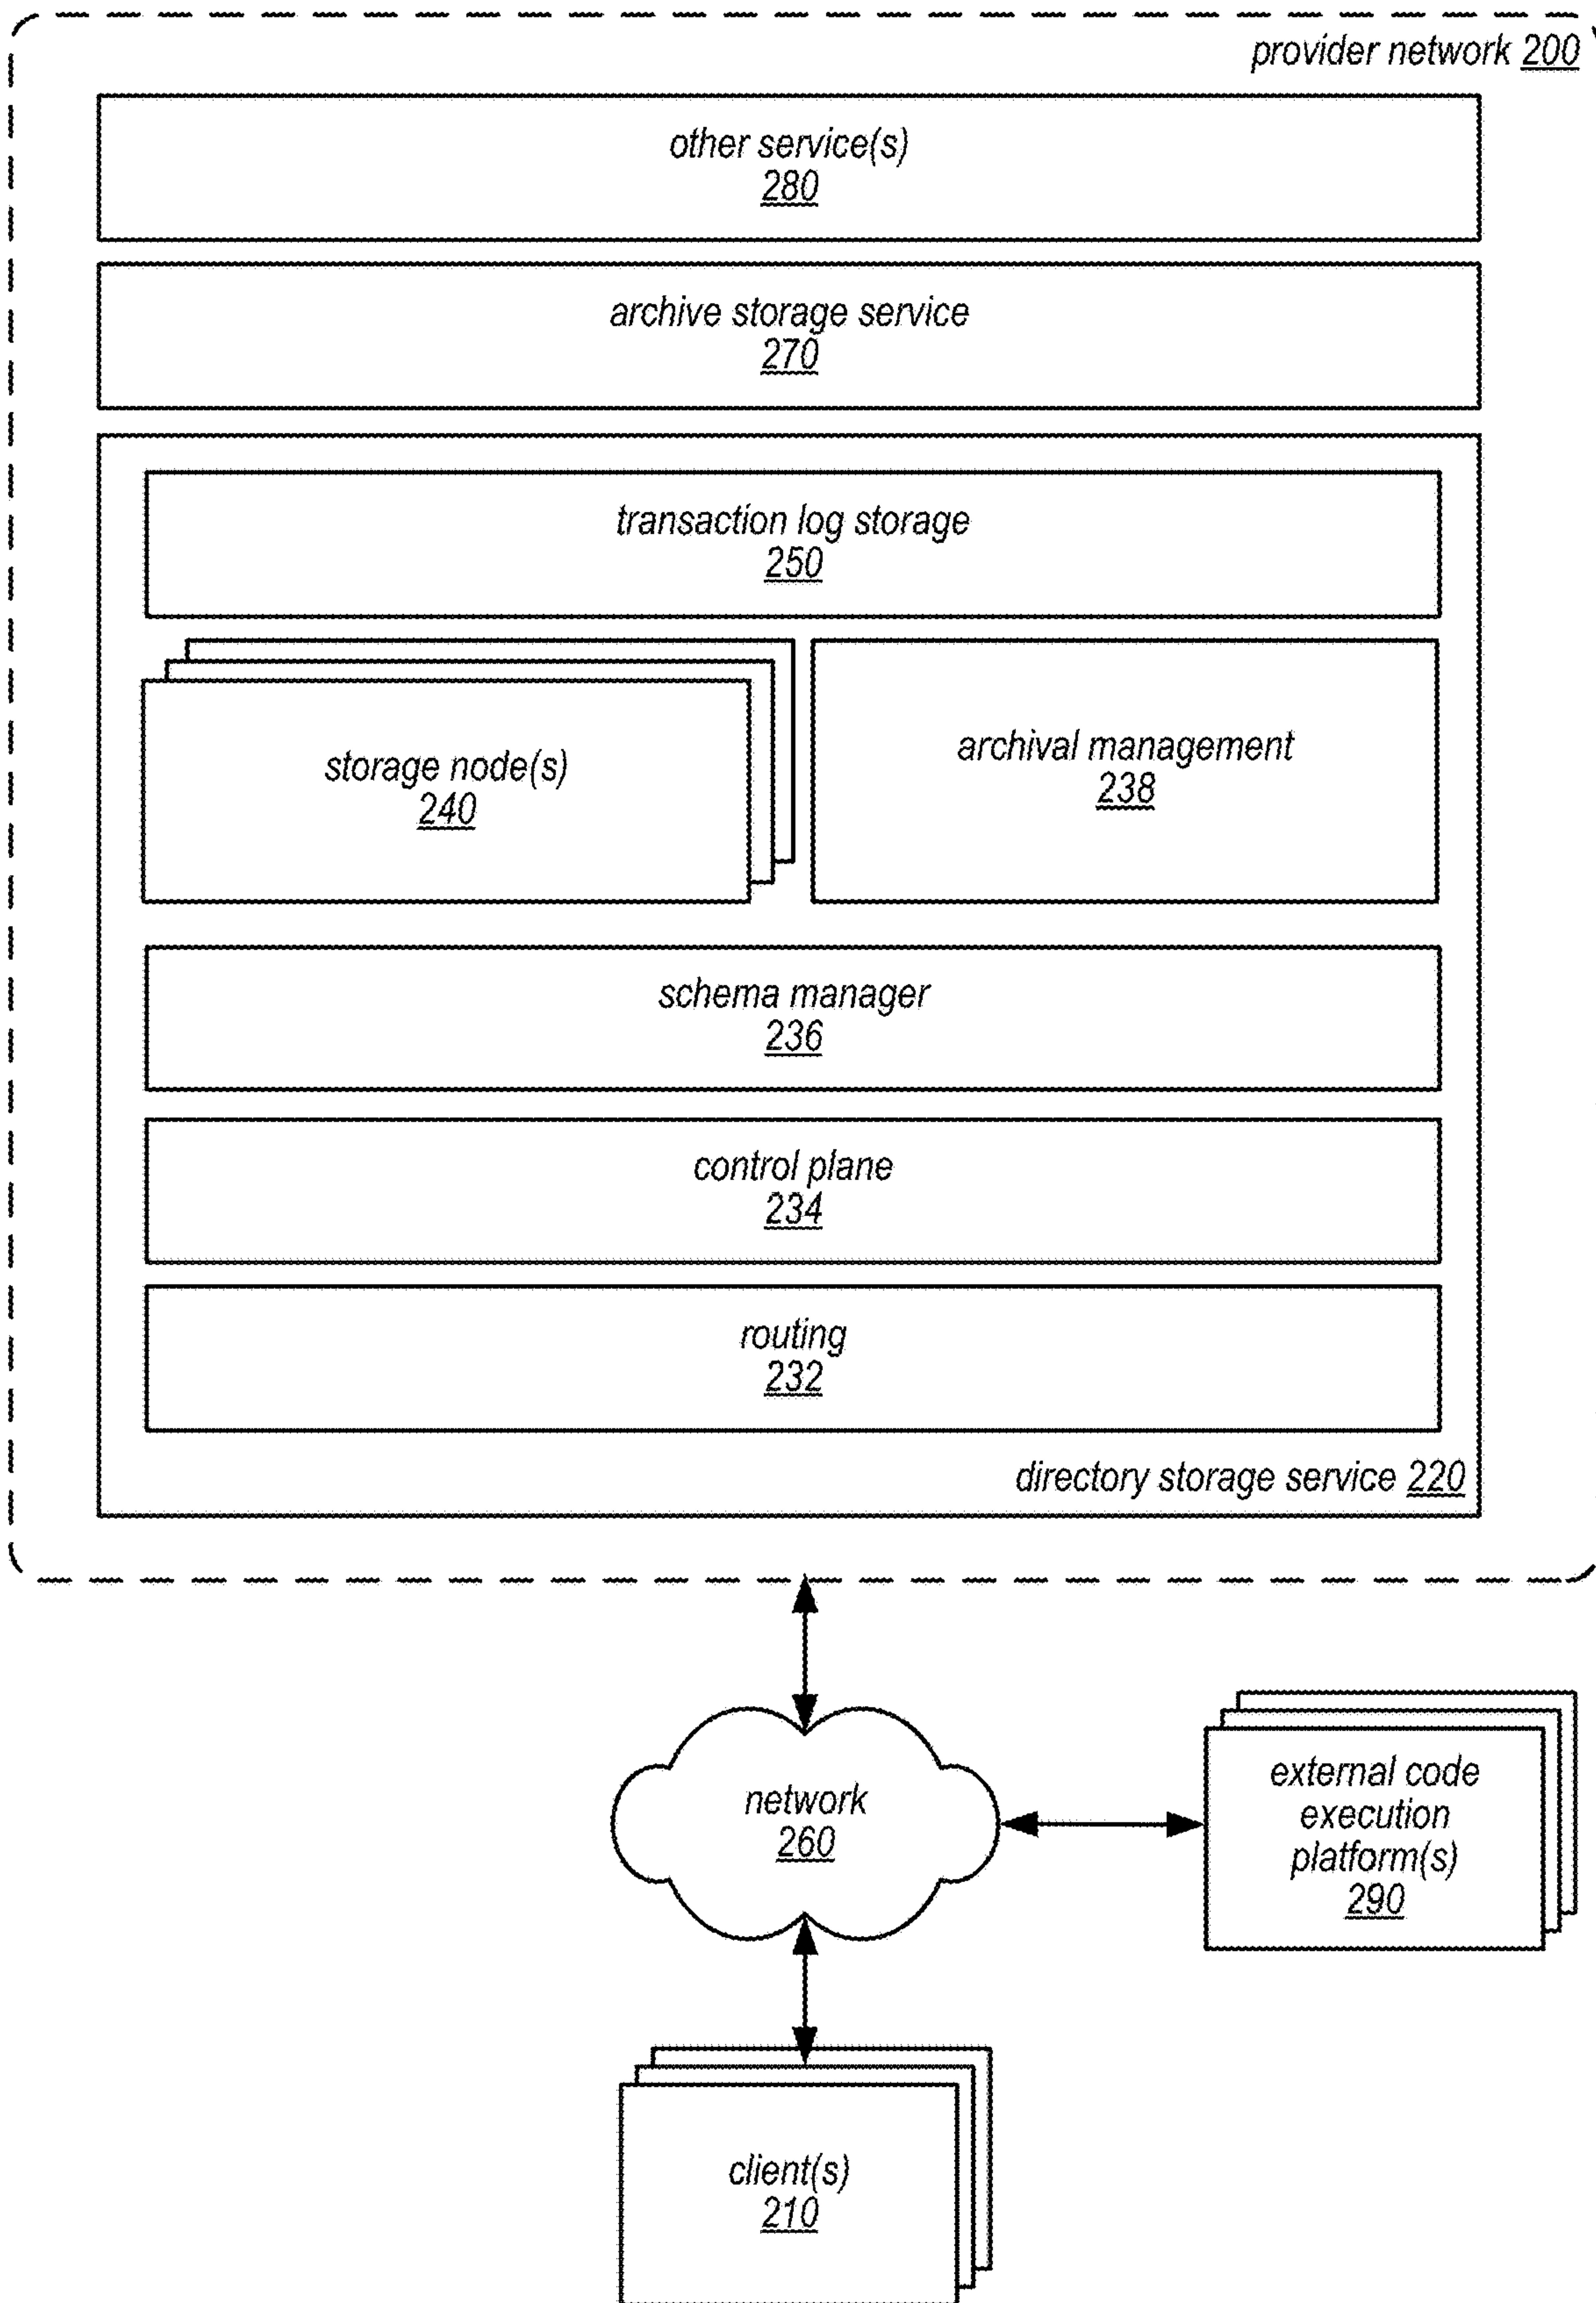 provider network 200
other service(s)
280
archive storage service
270
transaction log storage
250
storage node(s)
240
archival management
238
schema manager
236
control plane
234
routing
232
directory storage service 220
network
260
external code
execution
platform(s)
290
client(s)
210